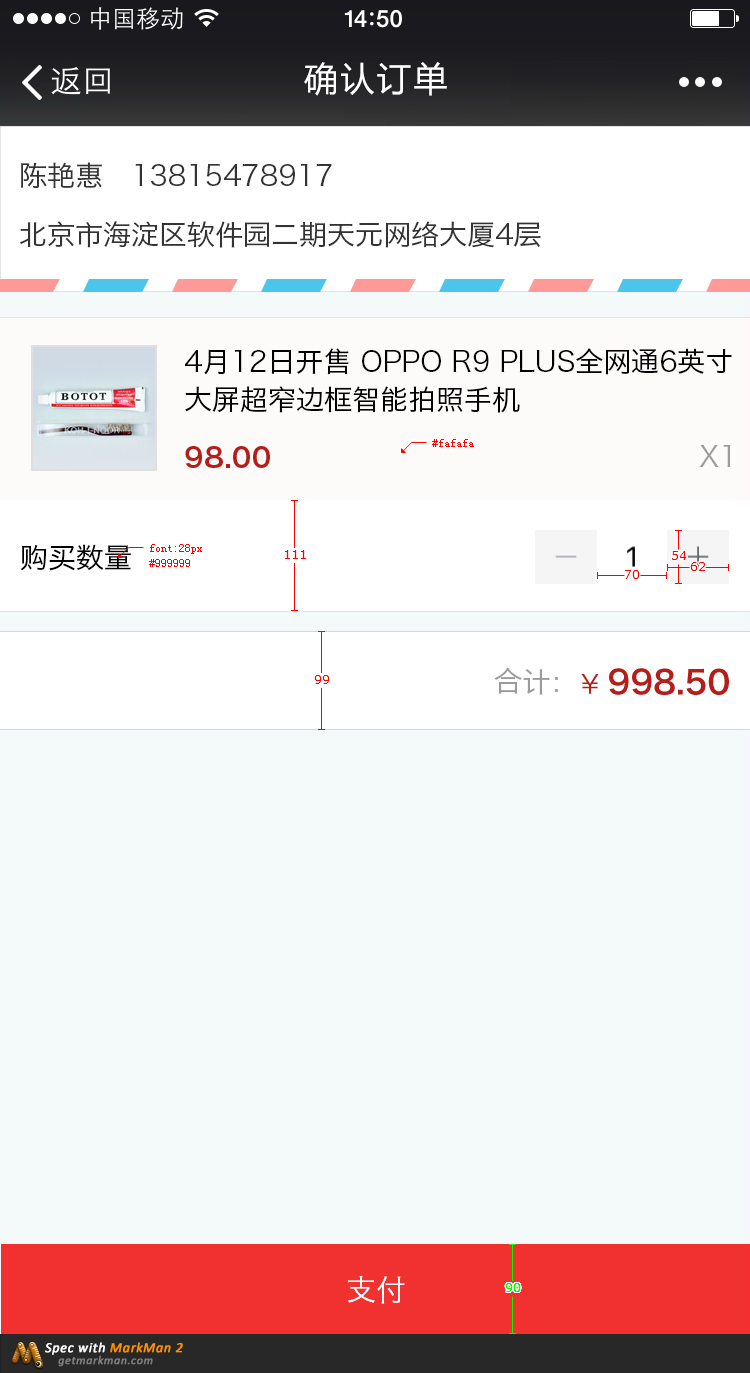 中国移动 14:50
返回 确认订单
陈艳惠 13815478917
北京市海淀区软件园二期天元网络大厦4层
4月12日开售 OPPO R9 PLUS全网通6英寸
大屏超窄边框智能拍照手机
BOTOT
KOH-I-NOOR
98.00 #fafafa X1
购买数量 font:28px
#999999
111
1
70
54
62
99
合计: ¥ 998.50
支付
90
Spec with MarkMan 2
getmarkman.com